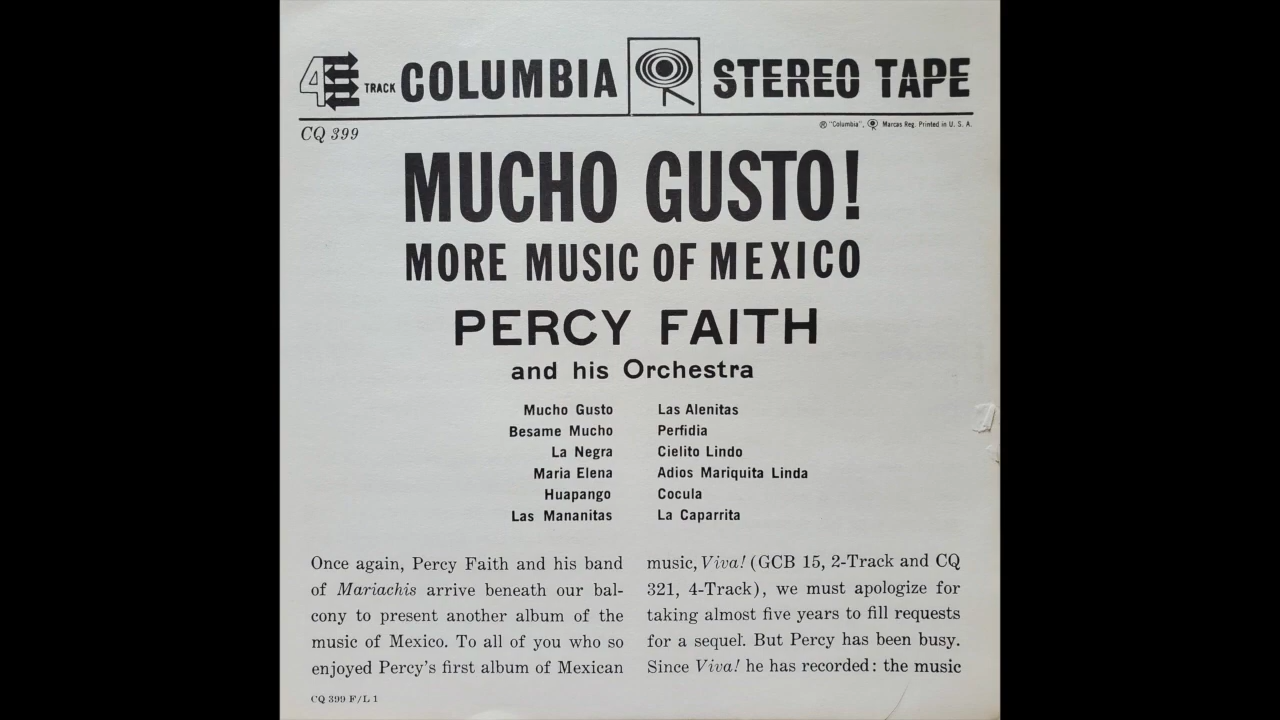 4 TRACK COLUMBIA STEREO TAPE
CQ 399
® "Columbia", Marcas Reg. Printed in U. S. A.
MUCHO GUSTO!
MORE MUSIC OF MEXICO
PERCY FAITH
and his Orchestra
Mucho Gusto
Besame Mucho
La Negra
Maria Elena
Huapango
Las Mananitas
Las Alenitas
Perfidia
Cielito Lindo
Adios Mariquita Linda
Cocula
La Caparrita
Once again, Percy Faith and his band
of Mariachis arrive beneath our bal-
cony to present another album of the
music of Mexico. To all of you who so
enjoyed Percy's first album of Mexican
music, Viva! (GCB 15, 2-Track and CQ
321, 4-Track), we must apologize for
taking almost five years to fill requests
for a sequel. But Percy has been busy.
Since Viva! he has recorded: the music
CQ 399 F/L 1